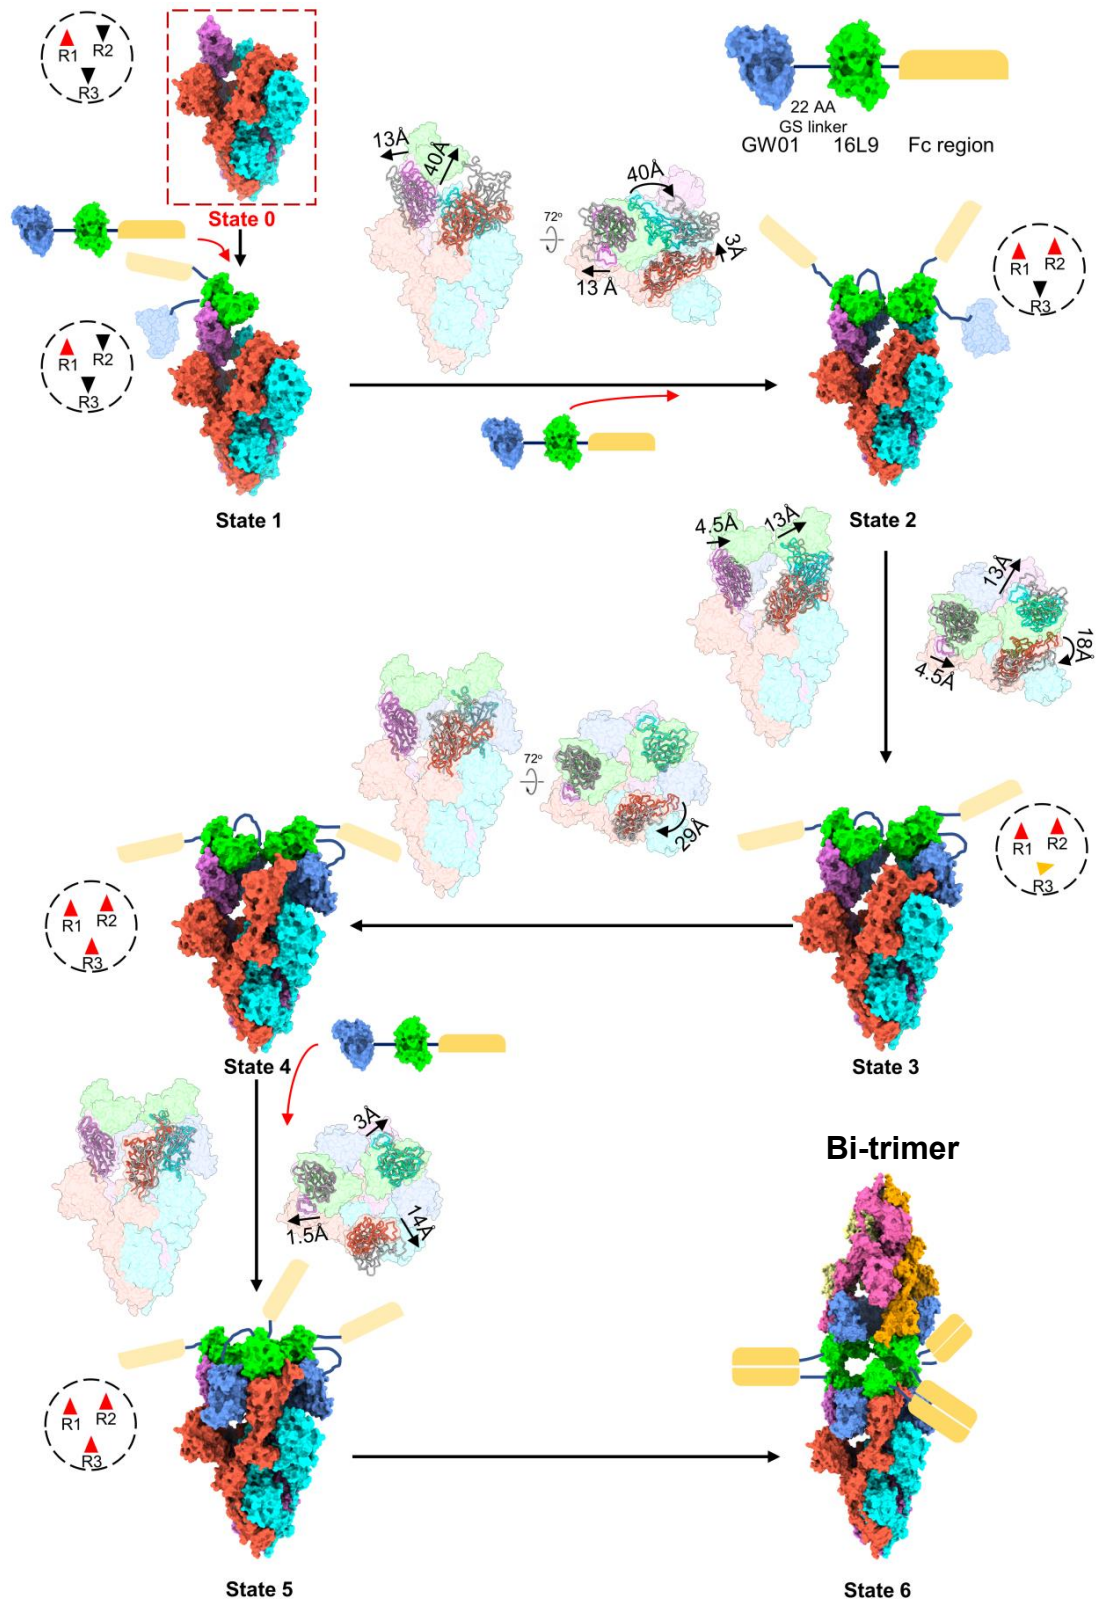 R1 R2
R3
State 0
22 AA
GS linker
GW01 16L9 Fc region
13Å
40Å
72°
40Å
3Å
13 Å
R1 R2
R3
R1 R2
R3
State 1
State 2
4.5Å
13Å
13Å
18Å
4.5Å
72°
29Å
R1 R2
R3
R1 R2
R3
State 4
State 3
3Å
1.5Å
14Å
Bi-trimer
R1 R2
R3
State 5
State 6